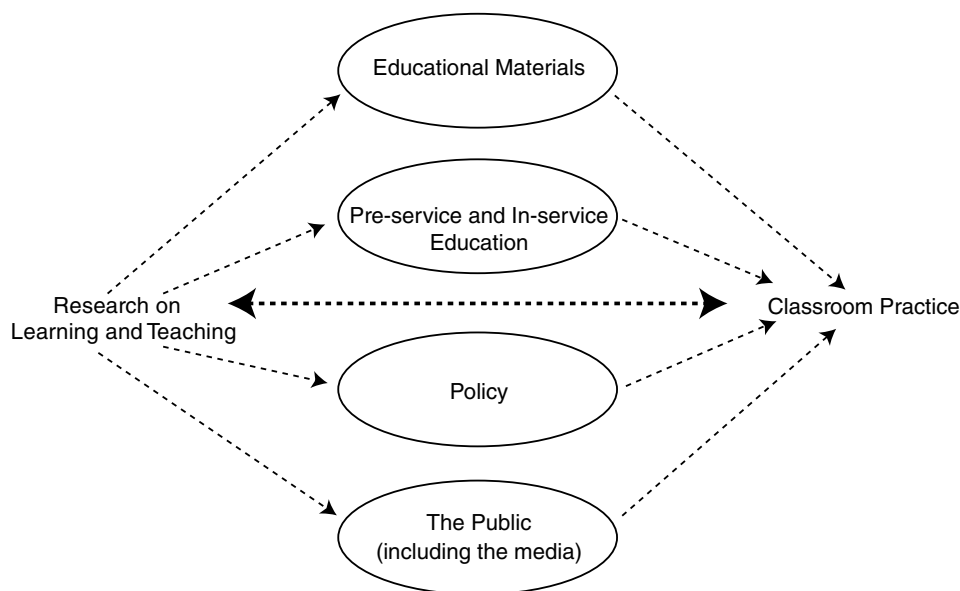 Educational Materials
Pre-service and In-service
Education
Research on
Learning and Teaching
Classroom Practice
Policy
The Public
(including the media)